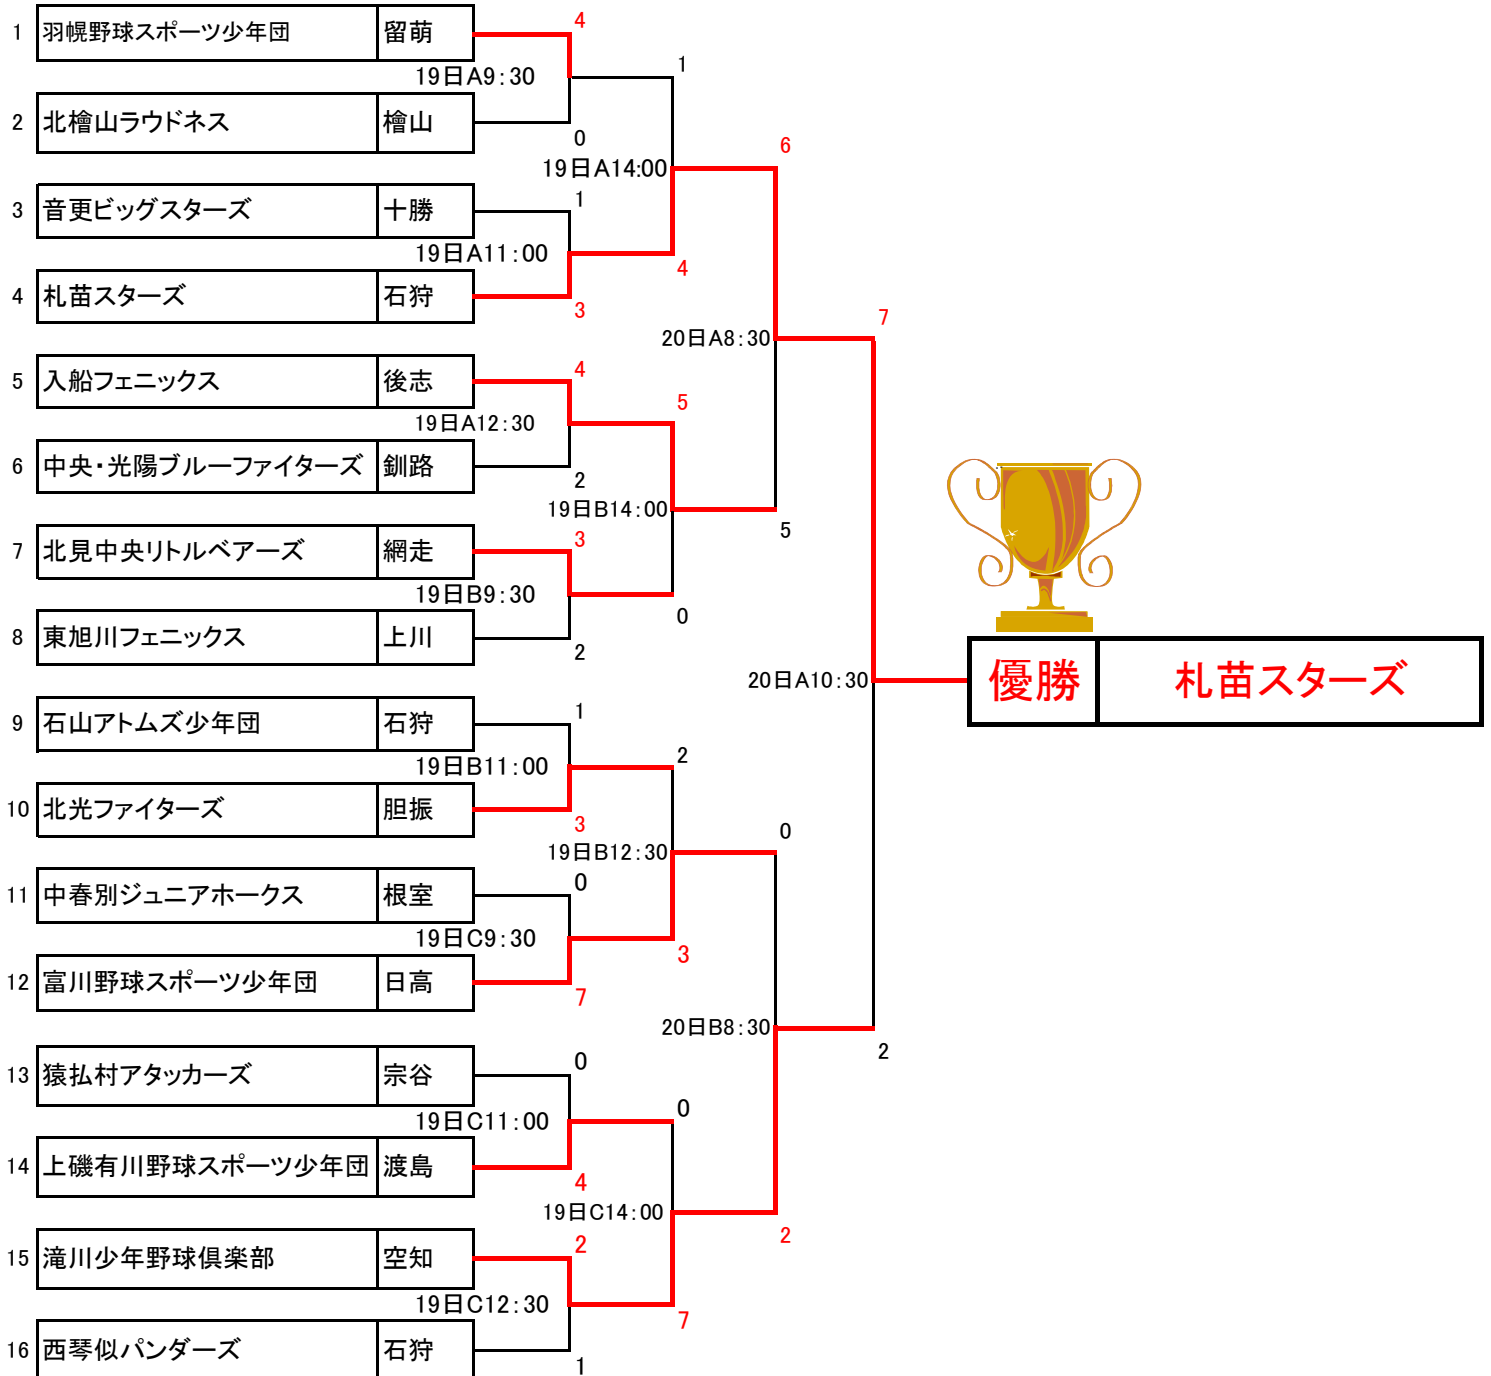 1 羽幌野球スポーツ少年団 留萌
4
19日A9:30
1
2 北檜山ラウドネス 檜山
0
19日A14:00
6
3 音更ビッグスターズ 十勝
1
19日A11:00
4
4 札苗スターズ 石狩
3
20日A8:30
7
5 入船フェニックス 後志
4
5
19日A12:30
6 中央・光陽ブルーファイターズ 釧路
2
19日B14:00
5
7 北見中央リトルベアーズ 網走
3
19日B9:30
0
8 東旭川フェニックス 上川
2
20日A10:30
優勝 札苗スターズ
9 石山アトムズ少年団 石狩
1
19日B11:00
2
10 北光ファイターズ 胆振
3
19日B12:30
0
11 中春別ジュニアホークス 根室
0
19日C9:30
3
12 富川野球スポーツ少年団 日高
7
20日B8:30
2
13 猿払村アタッカーズ 宗谷
0
19日C11:00
0
14 上磯有川野球スポーツ少年団 渡島
4
19日C14:00
2
15 滝川少年野球倶楽部 空知
2
19日C12:30
7
16 西琴似パンダーズ 石狩
1